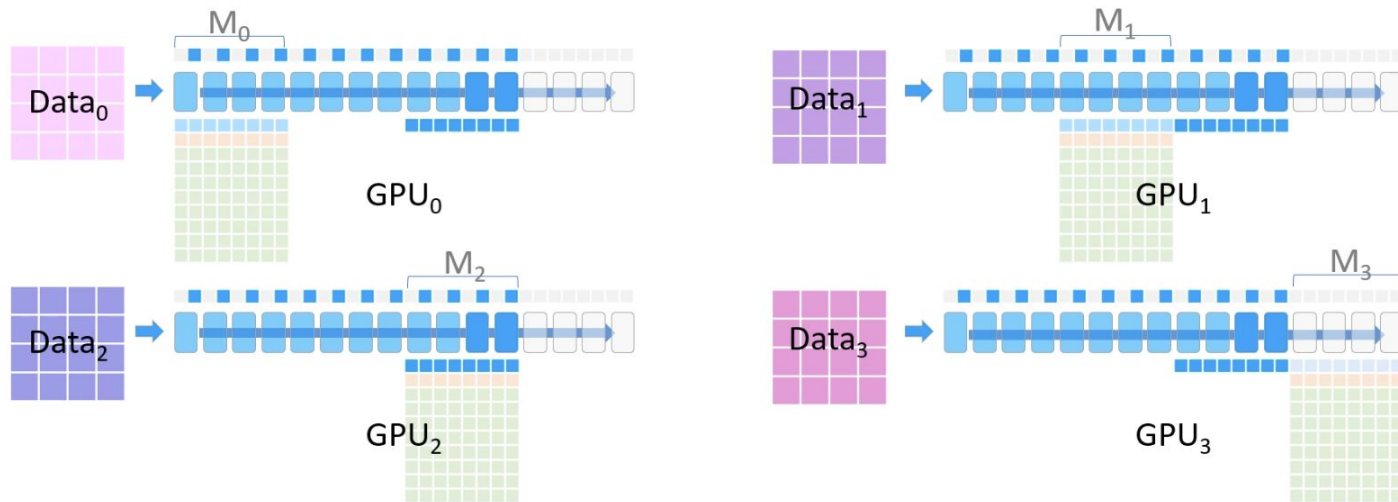 M₀
M₁
Data₀
Data₁
GPU₀
GPU₁
M₂
M₃
Data₂
Data₃
GPU₂
GPU₃